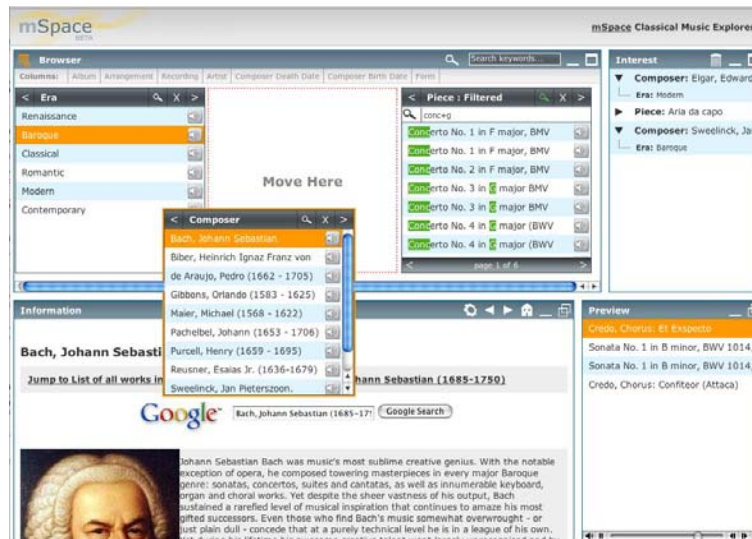 mSpace
BETA
mSpace Classical Music Explorer
Browser
Search keywords...
Columns: Album Arrangement Recording Artist Composer Death Date Composer Birth Date Form
< Era X >
Renaissance
Baroque
Classical
Romantic
Modern
Contemporary
Move Here
< Composer X >
Bach, Johann Sebastian
Biber, Heinrich Ignaz Franz von
de Araujo, Pedro (1662 - 1705)
Gibbons, Orlando (1583 - 1625)
Maier, Michael (1568 - 1622)
Pachelbel, Johann (1653 - 1706)
Purcell, Henry (1659 - 1695)
Reusner, Esaias Jr. (1636-1679)
Sweelinck, Jan Pieterszoon.
< Piece : Filtered X >
conc+g
Concerto No. 1 in F major, BMV
Concerto No. 1 in F major, BMV
Concerto No. 2 in F major, BMV
Concerto No. 3 in G major BMV
Concerto No. 3 in G major, BMV
Concerto No. 4 in G major (BWV
Concerto No. 4 in G major (BWV
< page 1 of 6 >
Interest
Composer: Elgar, Edward
Era: Modern
Piece: Aria da capo
Composer: Sweelinck, Ja
Era: Baroque
Information
Bach, Johann Sebasti
Jump to List of all works in hann Sebastian (1685-1750)
Google
Bach, Johann Sebastian (1685-17
Google Search
Johann Sebastian Bach was music's most sublime creative genius. With the notable
exception of opera, he composed towering masterpieces in every major Baroque
genre: sonatas, concertos, suites and cantatas, as well as innumerable keyboard,
organ and choral works. Yet despite the sheer vastness of his output, Bach
sustained a rarefied level of musical inspiration that continues to amaze his most
gifted successors. Even those who find Bach's music somewhat overwrought - or
just plain dull - concede that at a purely technical level he is in a league of his own.
Preview
Credo, Chorus: Et Exspecto
Sonata No. 1 in B minor, BWV 1014,
Sonata No. 1 in B minor, BWV 1014,
Credo, Chorus: Confiteor (Attaca)